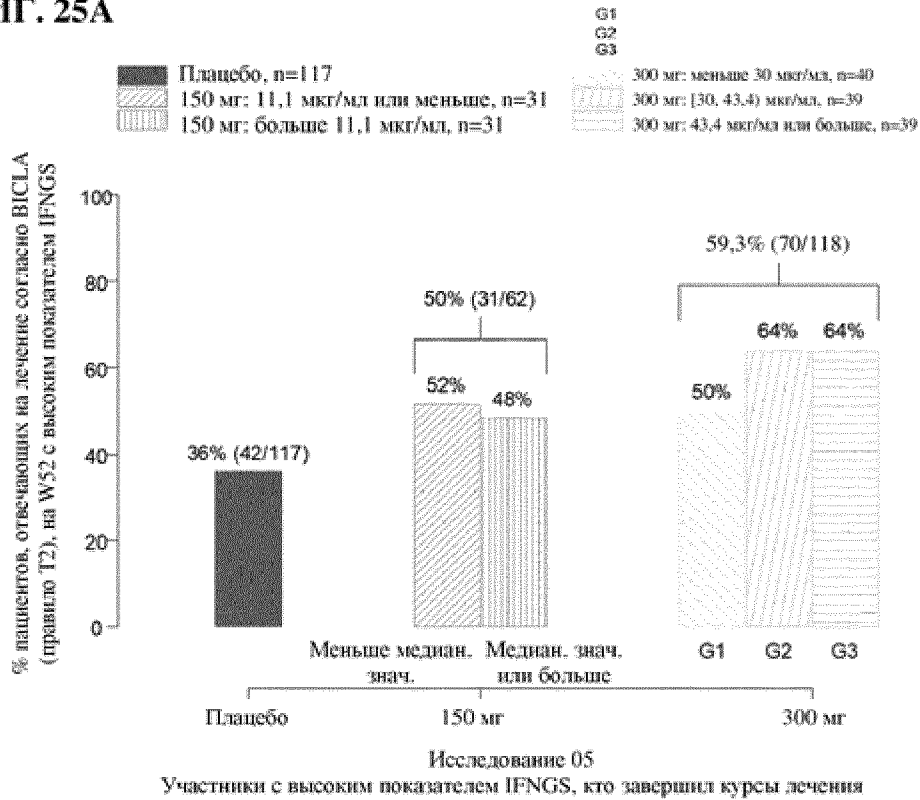 ИГ. 25A
G1
G2
G3
Плацебо, n=117
150 мг: 11,1 мкг/мл или меньше, n=31
150 мг: больше 11,1 мкг/мл, n=31
300 мг: меньше 30 мкг/мл, n=40
300 мг: [30, 43,4) мкг/мл, n=39
300 мг: 43,4 мкг/мл или больше, n=39
% пациентов, отвечающих на лечение согласно BICLA
(правило T2), на W52 с высоким показателем IFNGS
100
80
60
40
20
0
36% (42/117)
50% (31/62)
52%
48%
59,3% (70/118)
50%
64%
64%
Меньше медиан.
знач.
Медиан. знач.
или больше
G1
G2
G3
Плацебо
150 мг
300 мг
Исследование 05
Участники с высоким показателем IFNGS, кто завершил курсы лечения